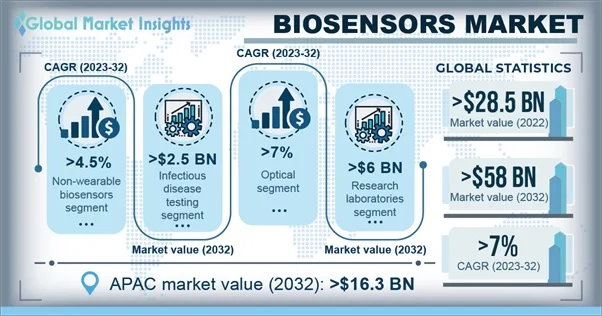 Global Market Insights
BIOSENSORS MARKET
CAGR (2023-32)
>4.5%
Non-wearable
biosensors
segment
...
>$2.5 BN
Infectious
disease
testing
segment
...
Market value (2032)
CAGR (2023-32)
>7%
Optical
segment
...
>$6 BN
Research
laboratories
segment
...
Market value (2032)
APAC market value (2032): >$16.3 BN
GLOBAL STATISTICS
>$28.5 BN
Market value (2022)
>$58 BN
Market value (2032)
>7%
CAGR (2023-32)